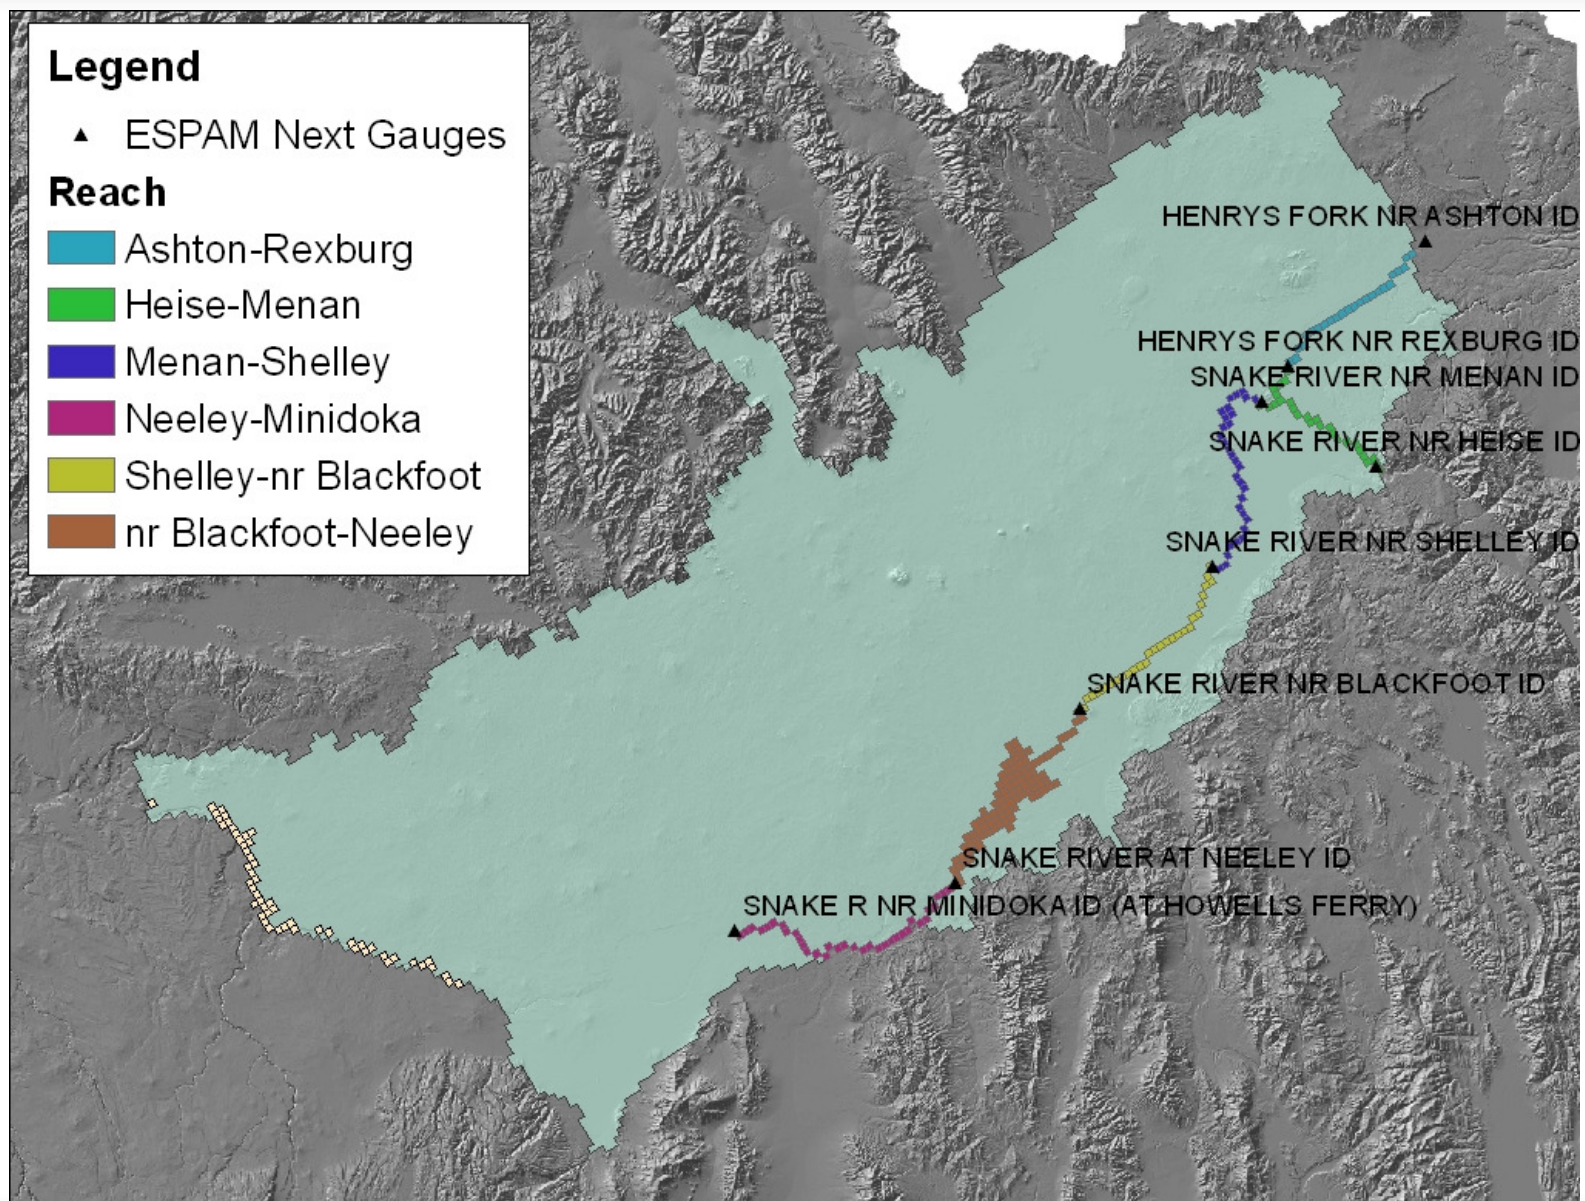 Legend
ESPAM Next Gauges
Reach
Ashton-Rexburg
Heise-Menan
Menan-Shelley
Neeley-Minidoka
Shelley-nr Blackfoot
nr Blackfoot-Neeley
HENRYS FORK NR ASHTON ID
HENRYS FORK NR REXBURG ID
SNAKE RIVER NR MENAN ID
SNAKE RIVER NR HEISE ID
SNAKE RIVER NR SHELLEY ID
SNAKE RIVER NR BLACKFOOT ID
SNAKE RIVER AT NEELEY ID
SNAKE R NR MINIDOKA ID (AT HOWELLS FERRY)